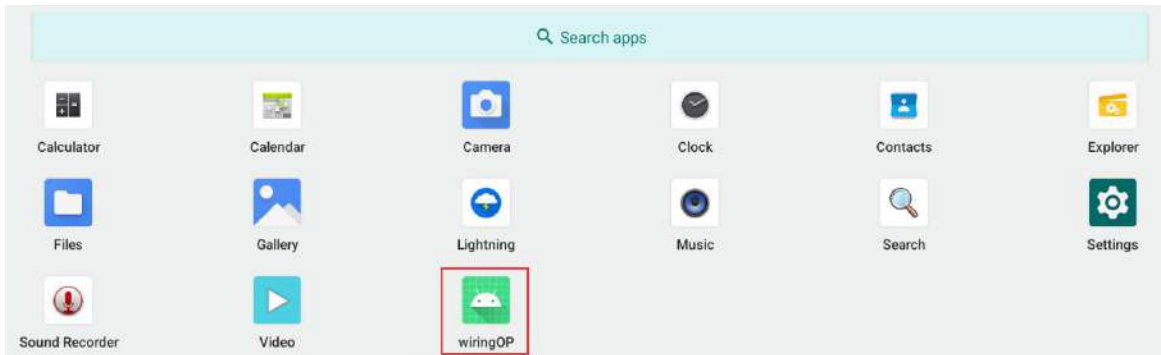 Search apps
Calculator
Calendar
Camera
Clock
Contacts
Explorer
Files
Gallery
Lightning
Music
Search
Settings
Sound Recorder
Video
wiringOP